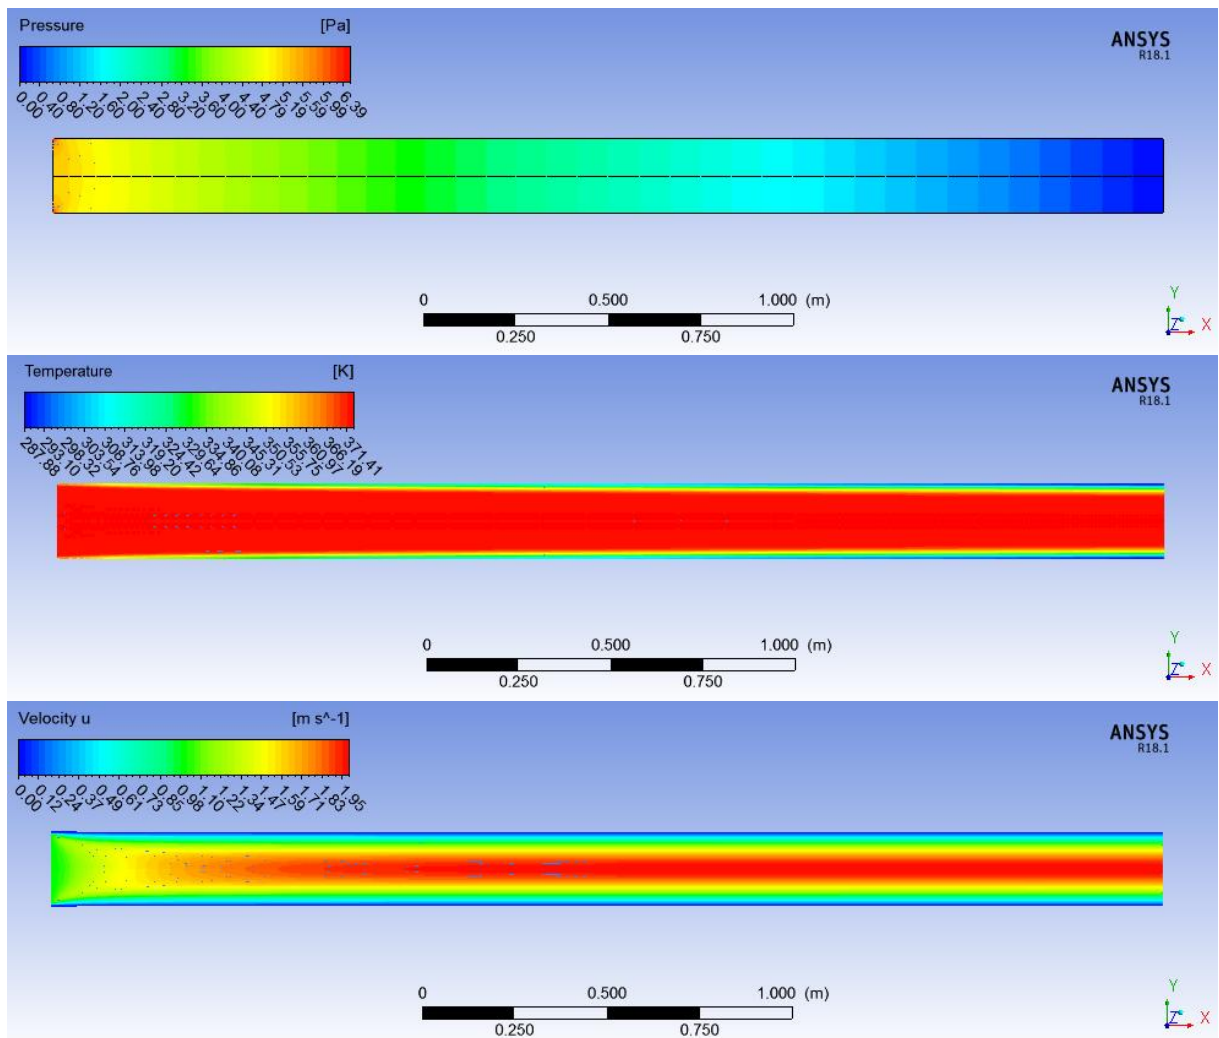 Pressure [Pa]
ANSYS
R18.1
0.00 0.40 0.80 1.20 1.60 2.00 2.40 2.80 3.20 3.60 4.00 4.40 4.79 5.19 5.59 5.99 6.39
0 0.500 1.000 (m)
0.250 0.750
Y
Z X
Temperature [K]
ANSYS
R18.1
287.88 293.10 298.32 303.54 308.76 313.98 319.20 324.42 329.64 334.86 340.08 345.31 350.53 355.75 360.97 366.19 371.41
0 0.500 1.000 (m)
0.250 0.750
Y
Z X
Velocity u [m s^-1]
ANSYS
R18.1
0.00 0.12 0.24 0.37 0.49 0.61 0.73 0.85 0.98 1.10 1.22 1.34 1.47 1.59 1.71 1.83 1.95
0 0.500 1.000 (m)
0.250 0.750
Y
Z X